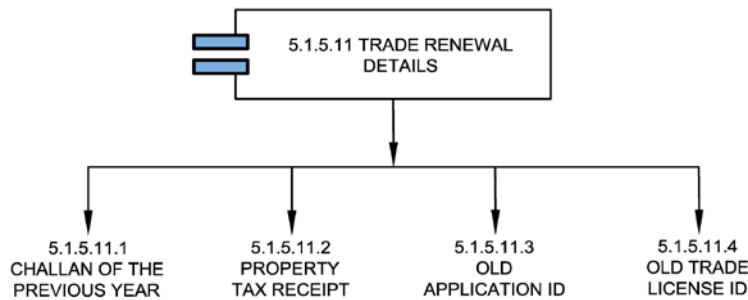 5.1.5.11 TRADE RENEWAL
DETAILS
5.1.5.11.1
CHALLAN OF THE
PREVIOUS YEAR
5.1.5.11.2
PROPERTY
TAX RECEIPT
5.1.5.11.3
OLD
APPLICATION ID
5.1.5.11.4
OLD TRADE
LICENSE ID